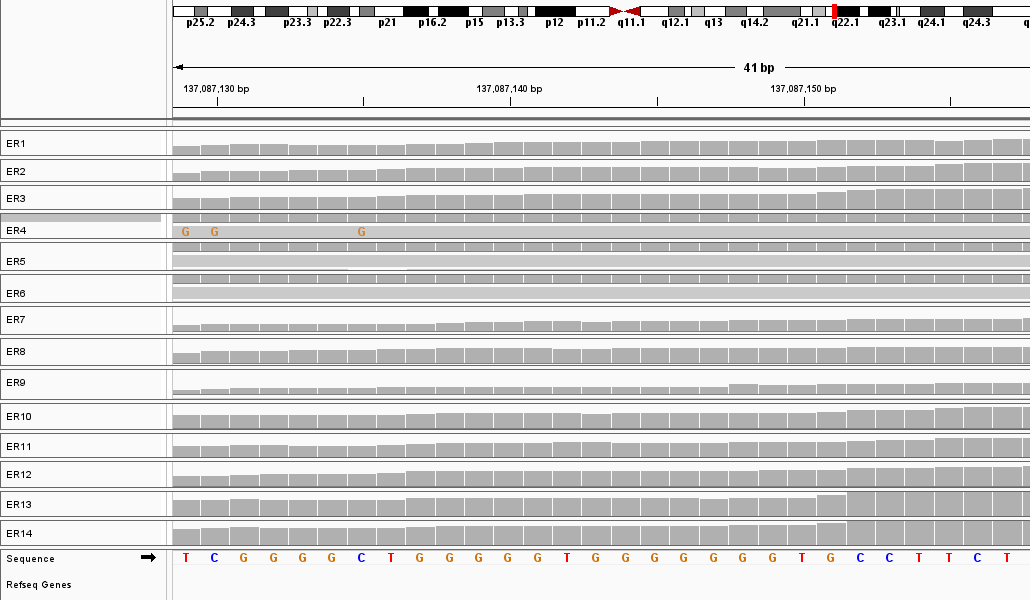 p25.2 p24.3 p23.3 p22.3 p21 p16.2 p15 p13.3 p12 p11.2 q11.1 q12.1 q13 q14.2 q21.1 q22.1 q23.1 q24.1 q24.3 q
41 bp
137,087,130 bp 137,087,140 bp 137,087,150 bp
ER1
ER2
ER3
ER4 G G G
ER5
ER6
ER7
ER8
ER9
ER10
ER11
ER12
ER13
ER14
Sequence T C G G G G C T G G G G G T G G G G G G G T G C C T T C T
Refseq Genes